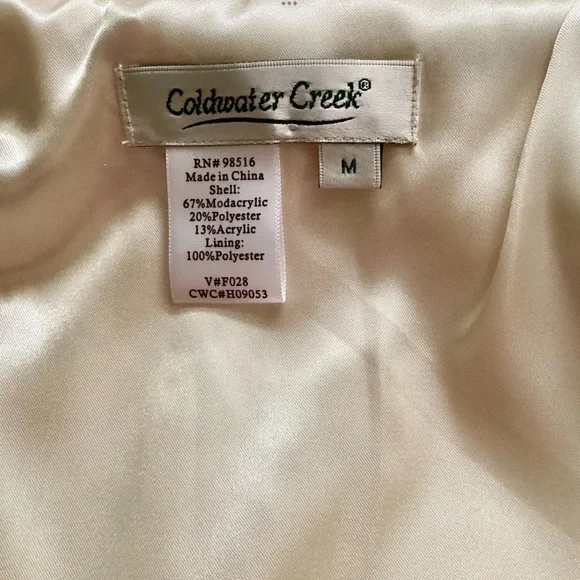 Coldwater Creek®
M
RN# 98516
Made in China
Shell:
67%Modacrylic
20%Polyester
13%Acrylic
Lining:
100%Polyester
V#F028
CWC#H09053